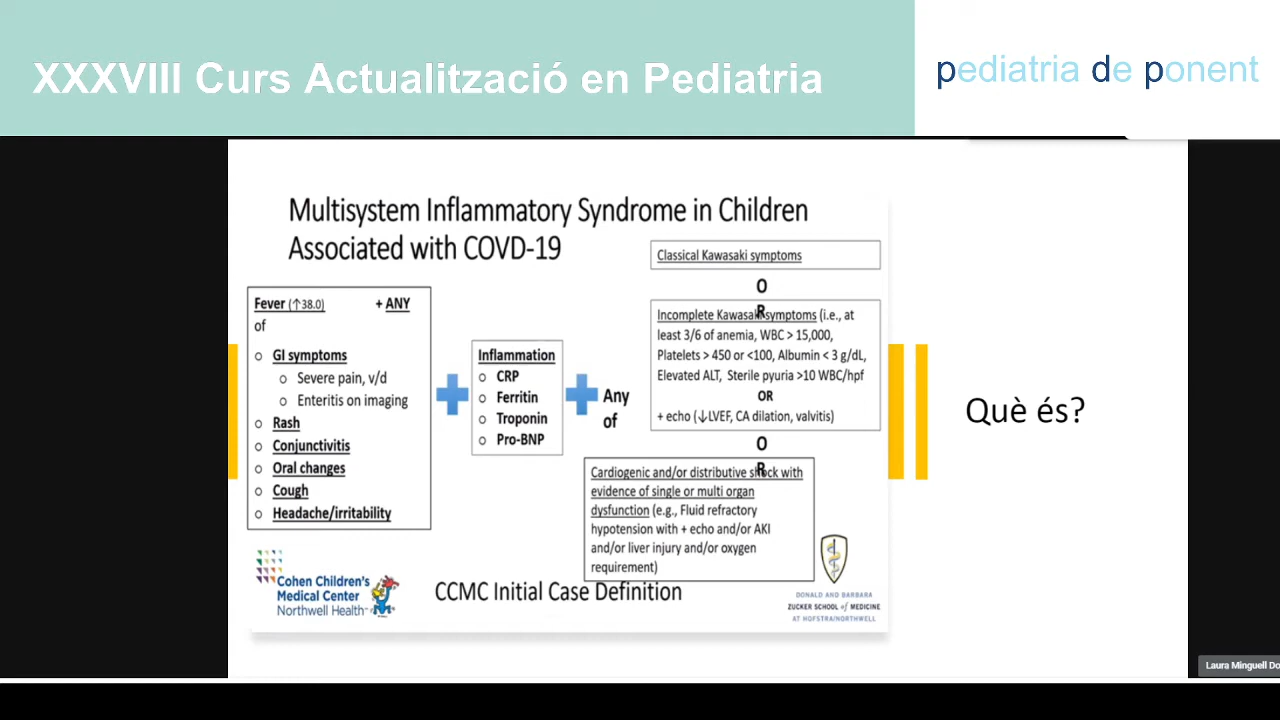 XXXVIII Curs Actualització en Pediatria
pediatria de ponent
Multisystem Inflammatory Syndrome in Children
Associated with COVD-19
Fever (↑38.0) + ANY
of
GI symptoms
Severe pain, v/d
Enteritis on imaging
Rash
Conjunctivitis
Oral changes
Cough
Headache/irritability
Inflammation
CRP
Ferritin
Troponin
Pro-BNP
Any
of
Classical Kawasaki symptoms
O
R
Incomplete Kawasaki symptoms (i.e., at
least 3/6 of anemia, WBC > 15,000,
Platelets > 450 or <100, Albumin < 3 g/dL,
Elevated ALT, Sterile pyuria >10 WBC/hpf
OR
+ echo (↓LVEF, CA dilation, valvitis)
O
R
Cardiogenic and/or distributive shock with
evidence of single or multi organ
dysfunction (e.g., Fluid refractory
hypotension with + echo and/or AKI
and/or liver injury and/or oxygen
requirement)
Cohen Children's
Medical Center
Northwell Health
CCMC Initial Case Definition
DONALD AND BARBARA
ZUCKER SCHOOL of MEDICINE
AT HOFSTRA/NORTHWELL
Què és?
Laura Minguell Do